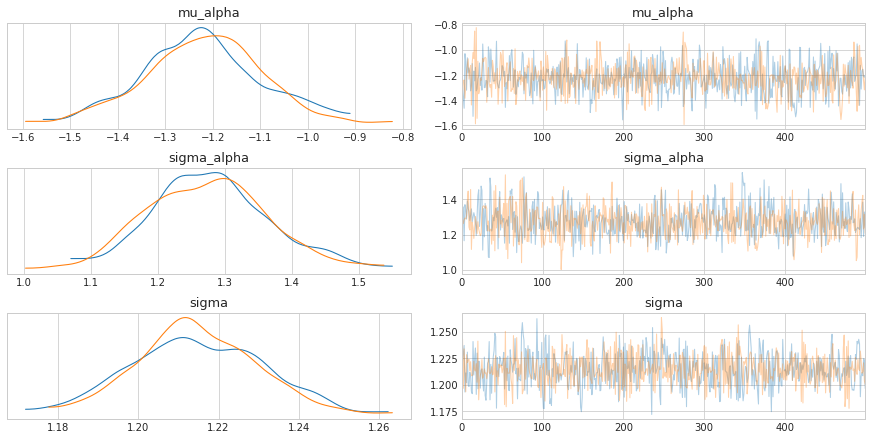 mu_alpha
−1.6 −1.5 −1.4 −1.3 −1.2 −1.1 −1.0 −0.9 −0.8
mu_alpha
−0.8
−1.0
−1.2
−1.4
−1.6
0 100 200 300 400
sigma_alpha
1.0 1.1 1.2 1.3 1.4 1.5
sigma_alpha
1.4
1.2
1.0
0 100 200 300 400
sigma
1.18 1.20 1.22 1.24 1.26
sigma
1.250
1.225
1.200
1.175
0 100 200 300 400